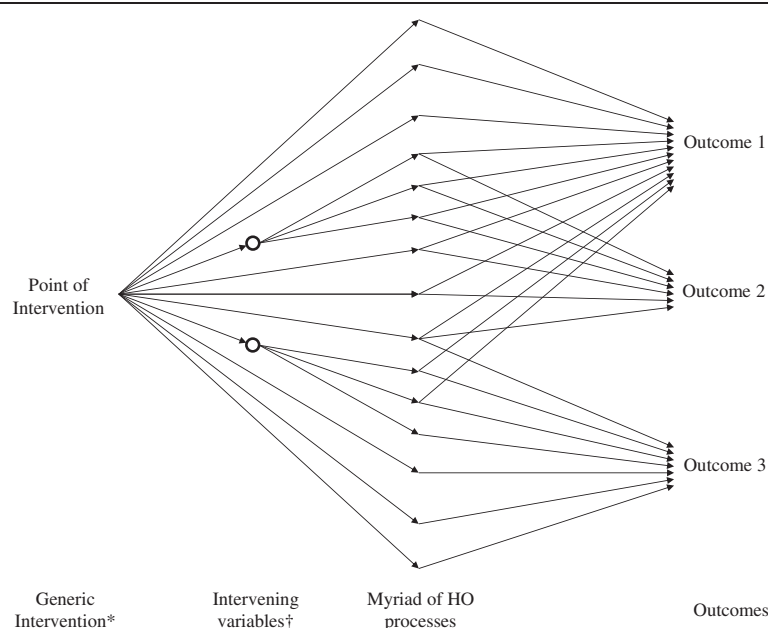 Outcome 1
Point of
Intervention
Outcome 2
Outcome 3
Generic
Intervention*
Intervening
variables†
Myriad of HO
processes
Outcomes